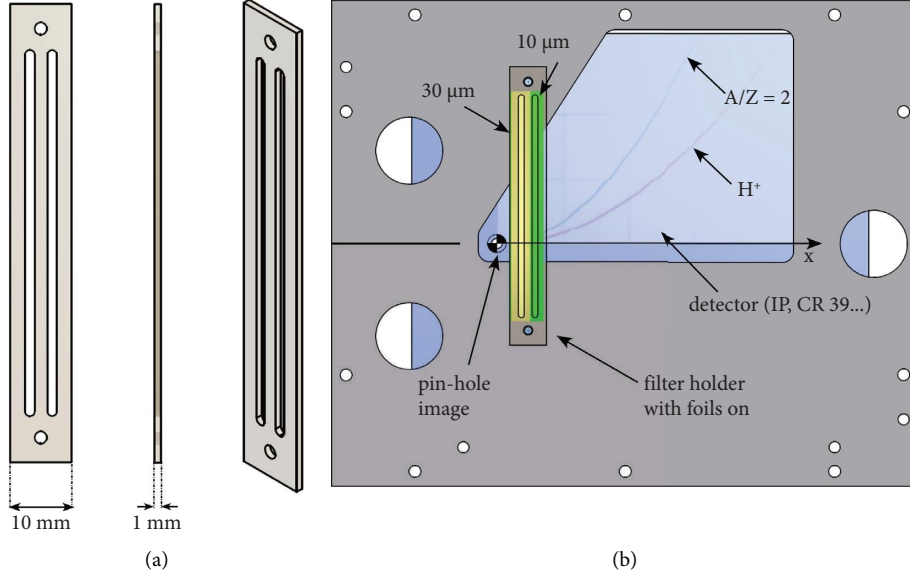 10 mm
1 mm
(a)
10 μm
30 μm
A/Z = 2
H⁺
x
detector (IP, CR 39...)
pin-hole
image
filter holder
with foils on
(b)